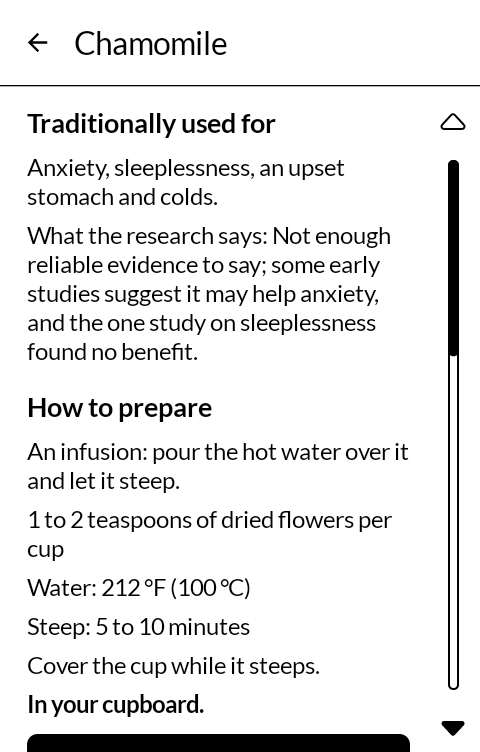 Chamomile
Traditionally used for
Anxiety, sleeplessness, an upset
stomach and colds.
What the research says: Not enough
reliable evidence to say; some early
studies suggest it may help anxiety,
and the one study on sleeplessness
found no benefit.
How to prepare
An infusion: pour the hot water over it
and let it steep.
1 to 2 teaspoons of dried flowers per
cup
Water: 212 °F (100 °C)
Steep: 5 to 10 minutes
Cover the cup while it steeps.
In your cupboard.